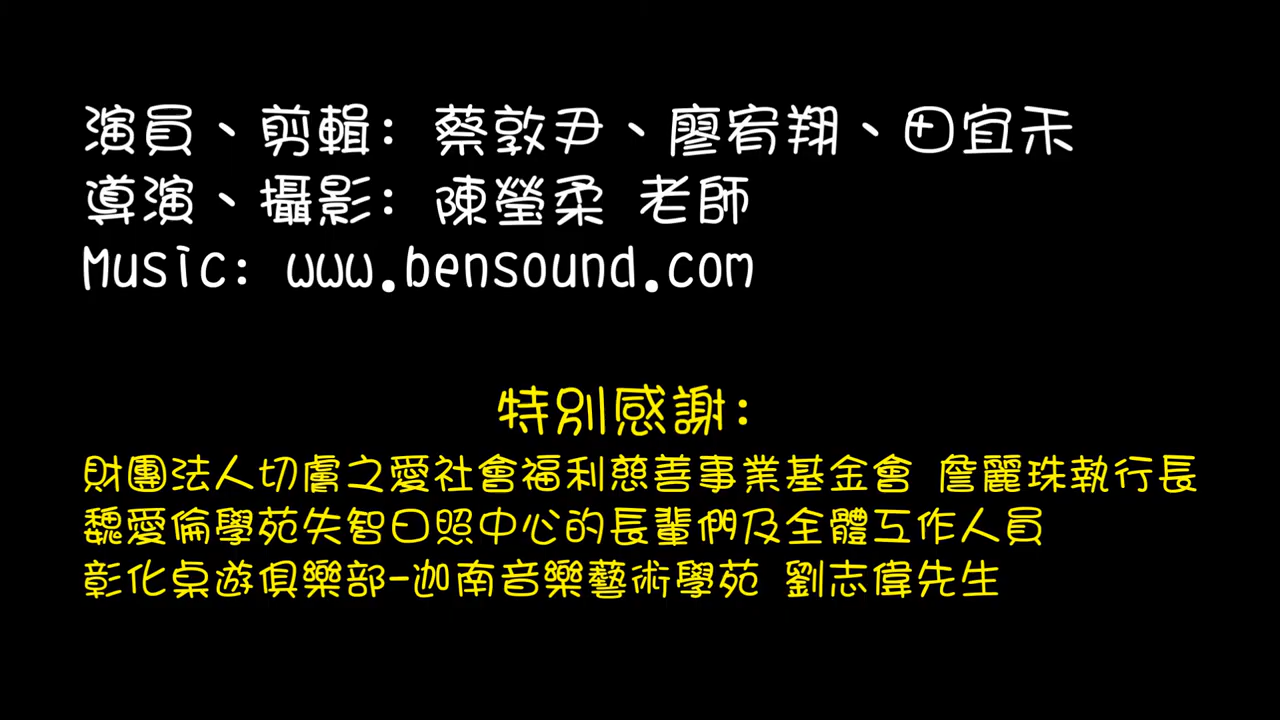 演員、剪輯: 蔡敦尹、廖宥翔、田宜禾
導演、攝影: 陳瑩柔 老師
Music: www.bensound.com
特別感謝:
財團法人切膚之愛社會福利慈善事業基金會 詹麗珠執行長
魏愛倫學苑失智日照中心的長輩們及全體工作人員
彰化桌遊俱樂部-迦南音樂藝術學苑 劉志偉先生